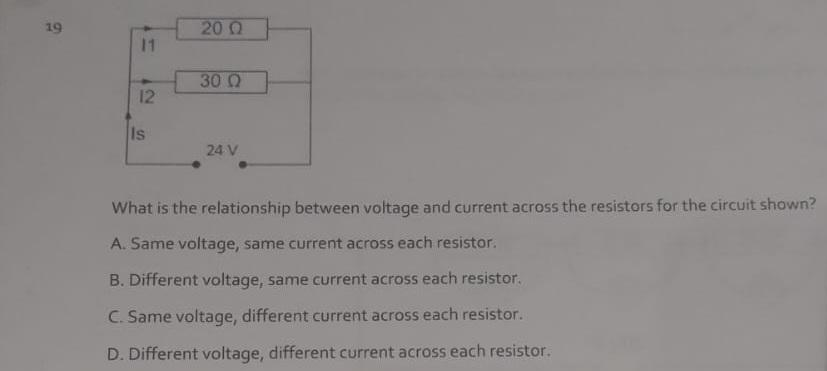 19
20 Ω
I1
30 Ω
I2
Is
24 V
What is the relationship between voltage and current across the resistors for the circuit shown?
A. Same voltage, same current across each resistor.
B. Different voltage, same current across each resistor.
C. Same voltage, different current across each resistor.
D. Different voltage, different current across each resistor.